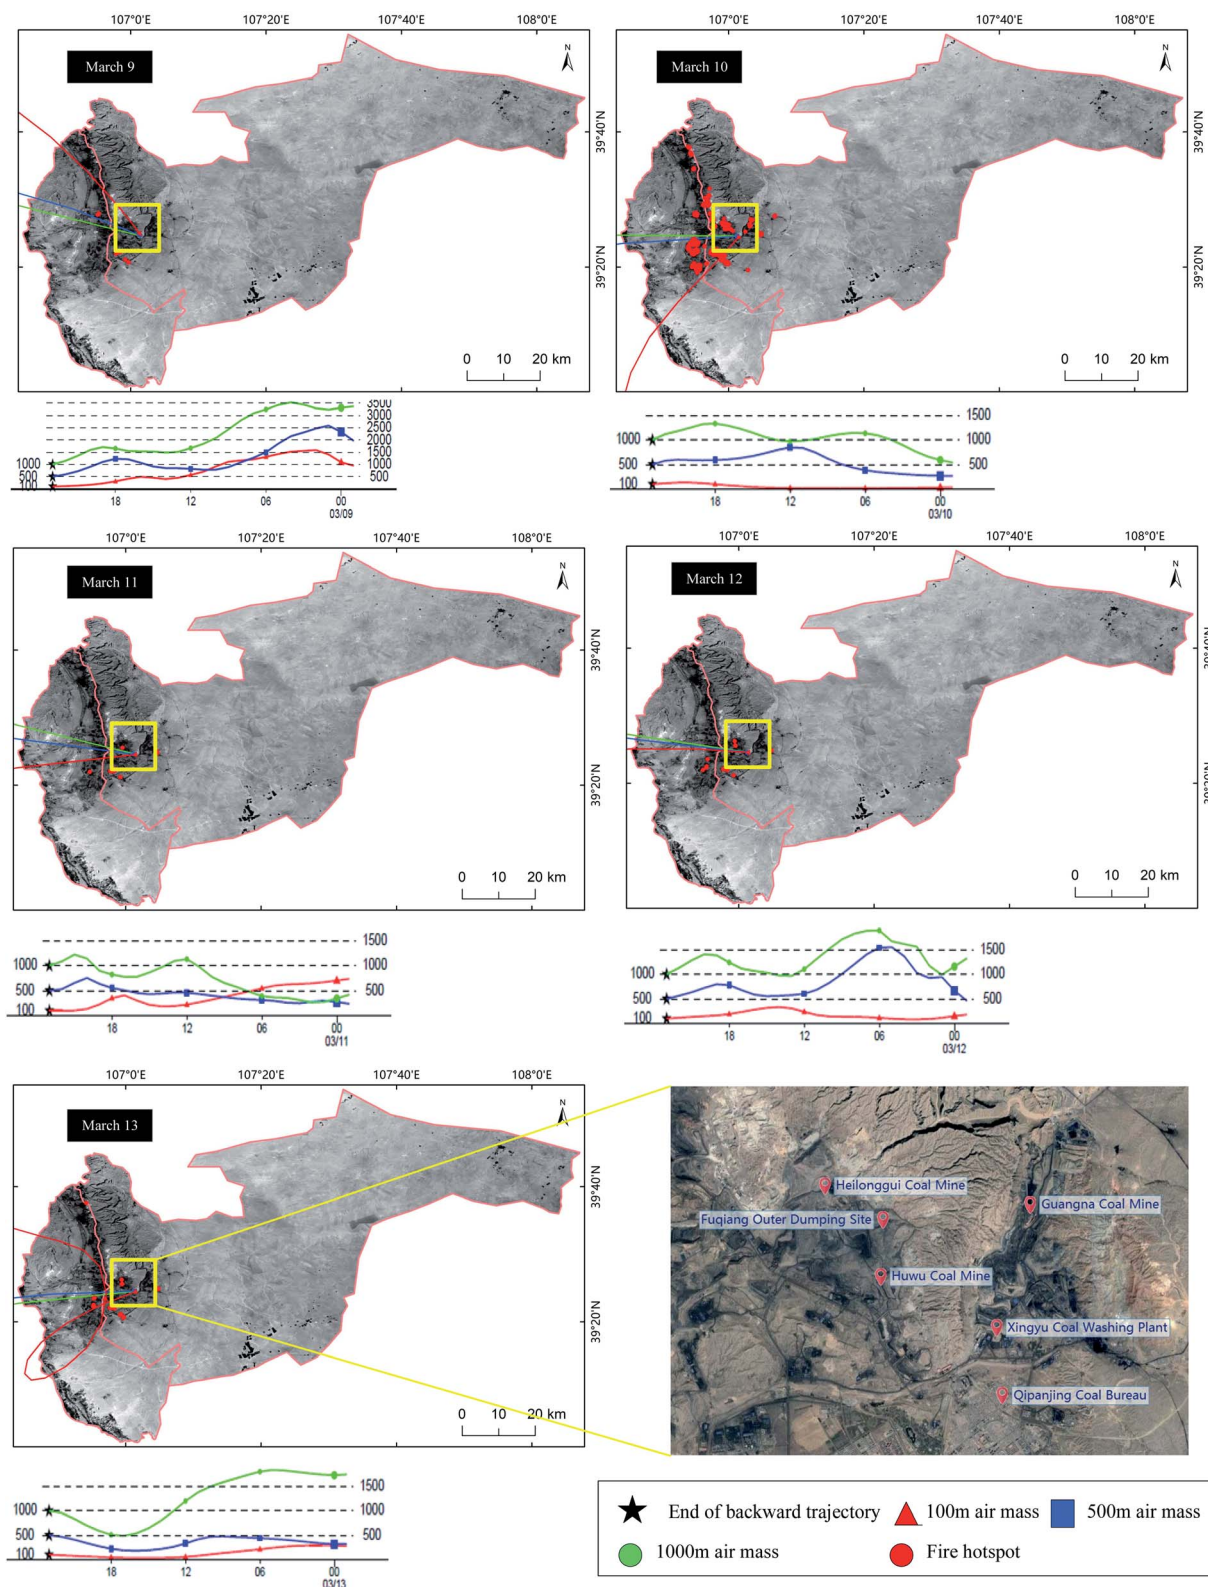 107°0'E 107°20'E 107°40'E 108°0'E
March 9
N
39°40'N
39°20'N
0 10 20 km
3500
3000
2500
2000
1500
1000 1000
500 500
100
18 12 06 00
03/09
107°0'E 107°20'E 107°40'E 108°0'E
March 10
N
39°40'N
39°20'N
0 10 20 km
1500
1000 1000
500 500
100
18 12 06 00
03/10
107°0'E 107°20'E 107°40'E 108°0'E
March 11
N
39°40'N
39°20'N
0 10 20 km
1500
1000 1000
500 500
100
18 12 06 00
03/11
107°0'E 107°20'E 107°40'E 108°0'E
March 12
N
39°40'N
39°20'N
0 10 20 km
1500
1000 1000
500 500
100
18 12 06 00
03/12
107°0'E 107°20'E 107°40'E 108°0'E
March 13
N
39°40'N
39°20'N
0 10 20 km
1500
1000 1000
500 500
100
18 12 06 00
03/13
Heilonggui Coal Mine
Guangna Coal Mine
Fuqiang Outer Dumping Site
Huwu Coal Mine
Xingyu Coal Washing Plant
Qipanjing Coal Bureau
End of backward trajectory 100m air mass 500m air mass
1000m air mass Fire hotspot